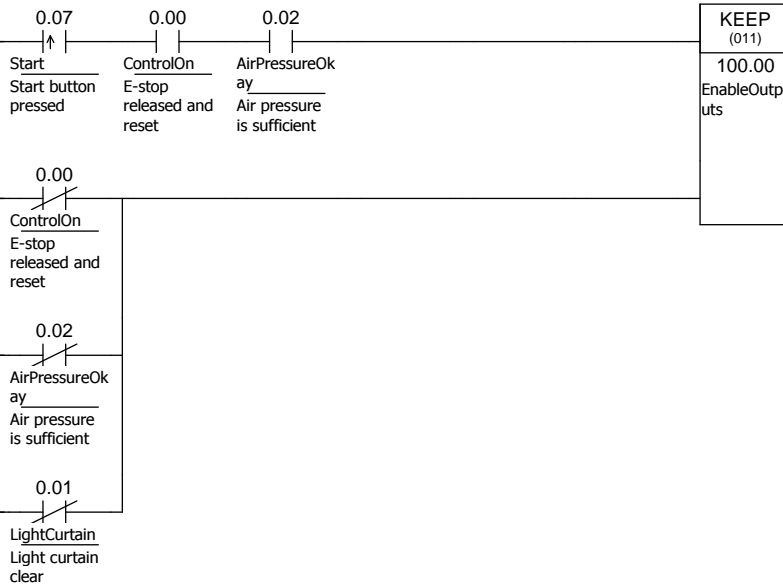 0.07 0.00 0.02 KEEP
(011)
Start ControlOn AirPressureOk 100.00
ay
Start button E-stop Air pressure EnableOutp
pressed released and is sufficient uts
reset
0.00
ControlOn
E-stop
released and
reset
0.02
AirPressureOk
ay
Air pressure
is sufficient
0.01
LightCurtain
Light curtain
clear